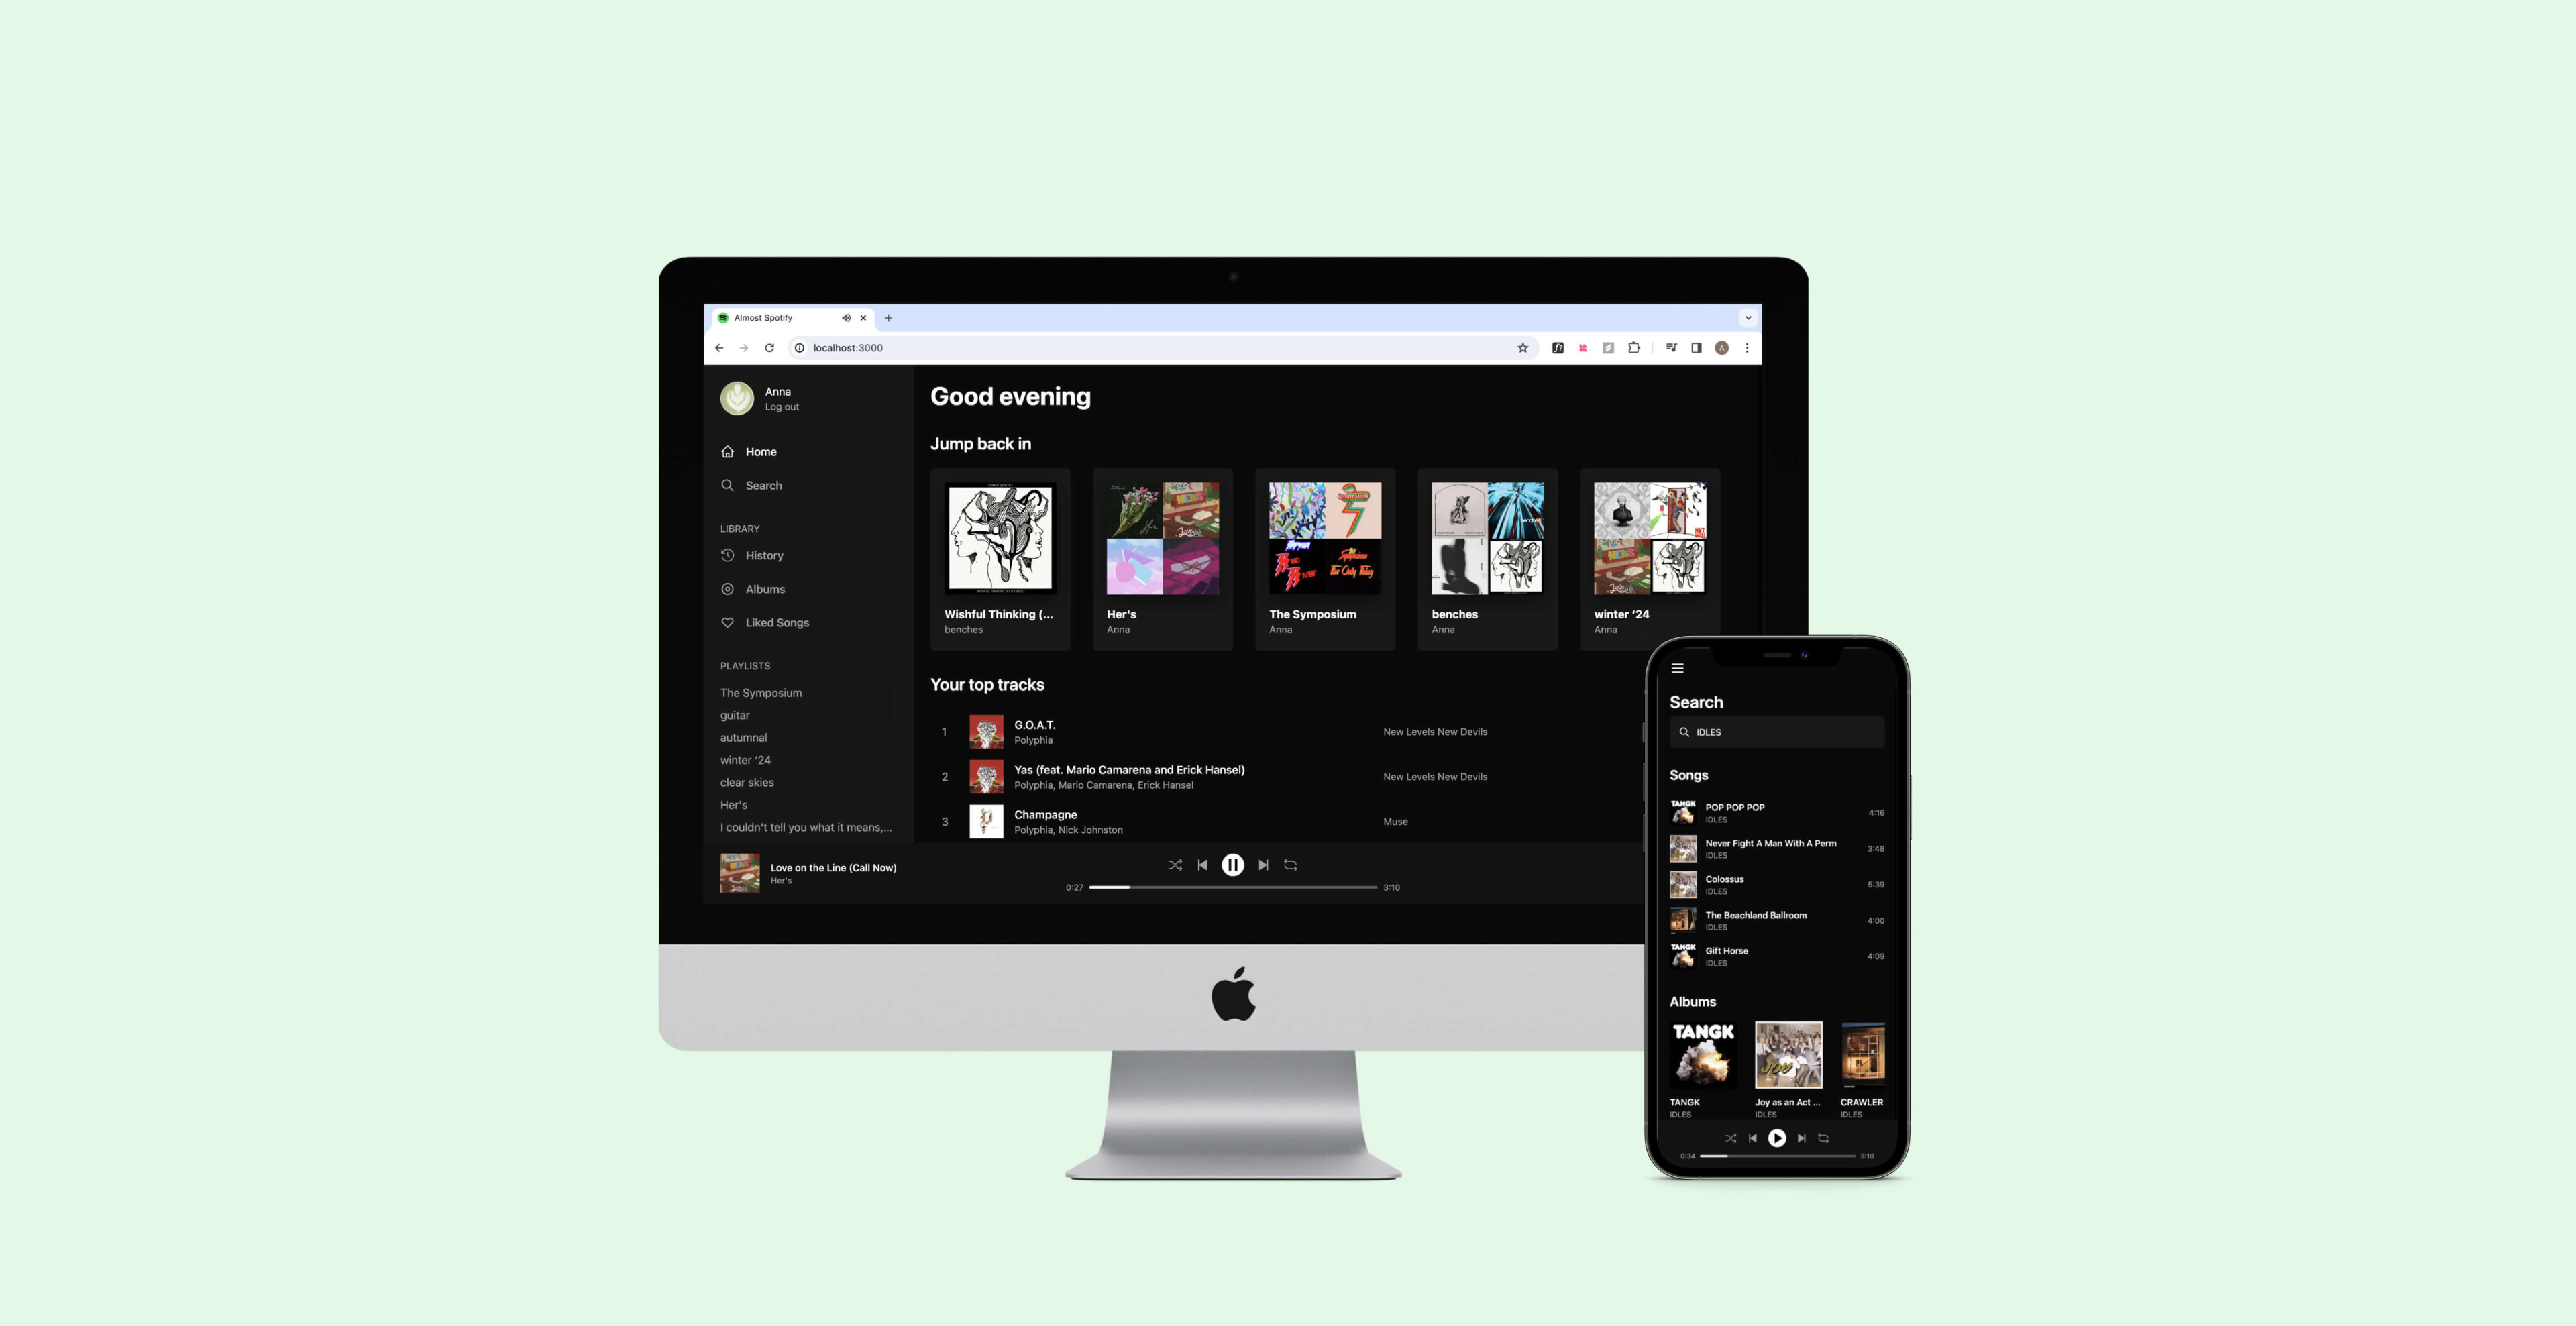 Almost Spotify
localhost:3000
A
Anna
Log out
Home
Search
LIBRARY
History
Albums
Liked Songs
PLAYLISTS
The Symposium
guitar
autumnal
winter ‘24
clear skies
Her's
I couldn't tell you what it means,...
Good evening
Jump back in
Wishful Thinking (...
benches
Her's
Anna
The Symposium
Anna
benches
Anna
winter ‘24
Anna
Your top tracks
1
G.O.A.T.
Polyphia
New Levels New Devils
2
Yas (feat. Mario Camarena and Erick Hansel)
Polyphia, Mario Camarena, Erick Hansel
New Levels New Devils
3
Champagne
Polyphia, Nick Johnston
Muse
Love on the Line (Call Now)
Her's
0:27
3:10
Search
IDLES
Songs
TANGK
POP POP POP
IDLES
4:16
Never Fight A Man With A Perm
IDLES
3:48
Colossus
IDLES
5:39
The Beachland Ballroom
IDLES
4:00
TANGK
Gift Horse
IDLES
4:09
Albums
TANGK
JOY
TANGK
IDLES
Joy as an Act ...
IDLES
CRAWLER
IDLES
0:34
3:10